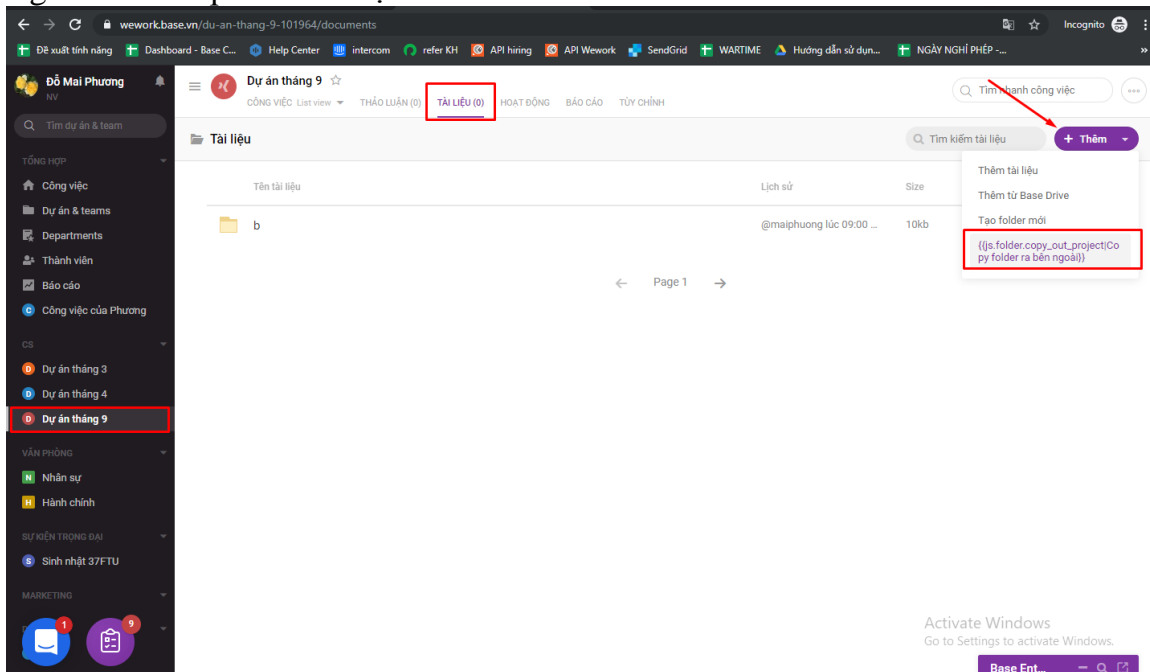 wework.base.vn/du-an-thang-9-101964/documents
Incognito
Đề xuất tính năng
Dashboard - Base C...
Help Center
intercom
refer KH
API hiring
API Wework
SendGrid
WARTIME
Hướng dẫn sử dụn...
NGÀY NGHỈ PHÉP -...
»
Đỗ Mai Phương
NV
Dự án tháng 9
CÔNG VIỆC List view
THẢO LUẬN (0)
TÀI LIỆU (0)
HOẠT ĐỘNG
BÁO CÁO
TÙY CHỈNH
Tìm nhanh công việc
Tìm dự án & team
Tài liệu
Tìm kiếm tài liệu
+ Thêm
TỔNG HỢP
Công việc
Dự án & teams
Departments
Thành viên
Báo cáo
C Công việc của Phương
Tên tài liệu
Lịch sử
Size
b
@maiphuong lúc 09:00 ...
10kb
Thêm tài liệu
Thêm từ Base Drive
Tạo folder mới
{{js.folder.copy_out_project|Co
py folder ra bên ngoài}}
← Page 1 →
CS
D Dự án tháng 3
D Dự án tháng 4
D Dự án tháng 9
VĂN PHÒNG
N Nhân sự
H Hành chính
SỰ KIỆN TRỌNG ĐẠI
S Sinh nhật 37FTU
MARKETING
1
9
Activate Windows
Go to Settings to activate Windows.
Base Ent...